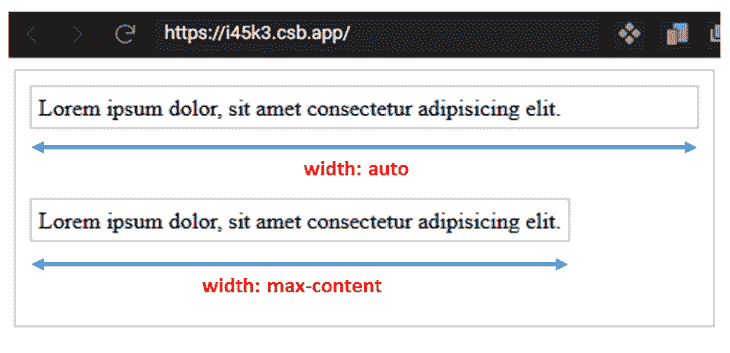 https://i45k3.csb.app/
Lorem ipsum dolor, sit amet consectetur adipisicing elit.
width: auto
Lorem ipsum dolor, sit amet consectetur adipisicing elit.
width: max-content